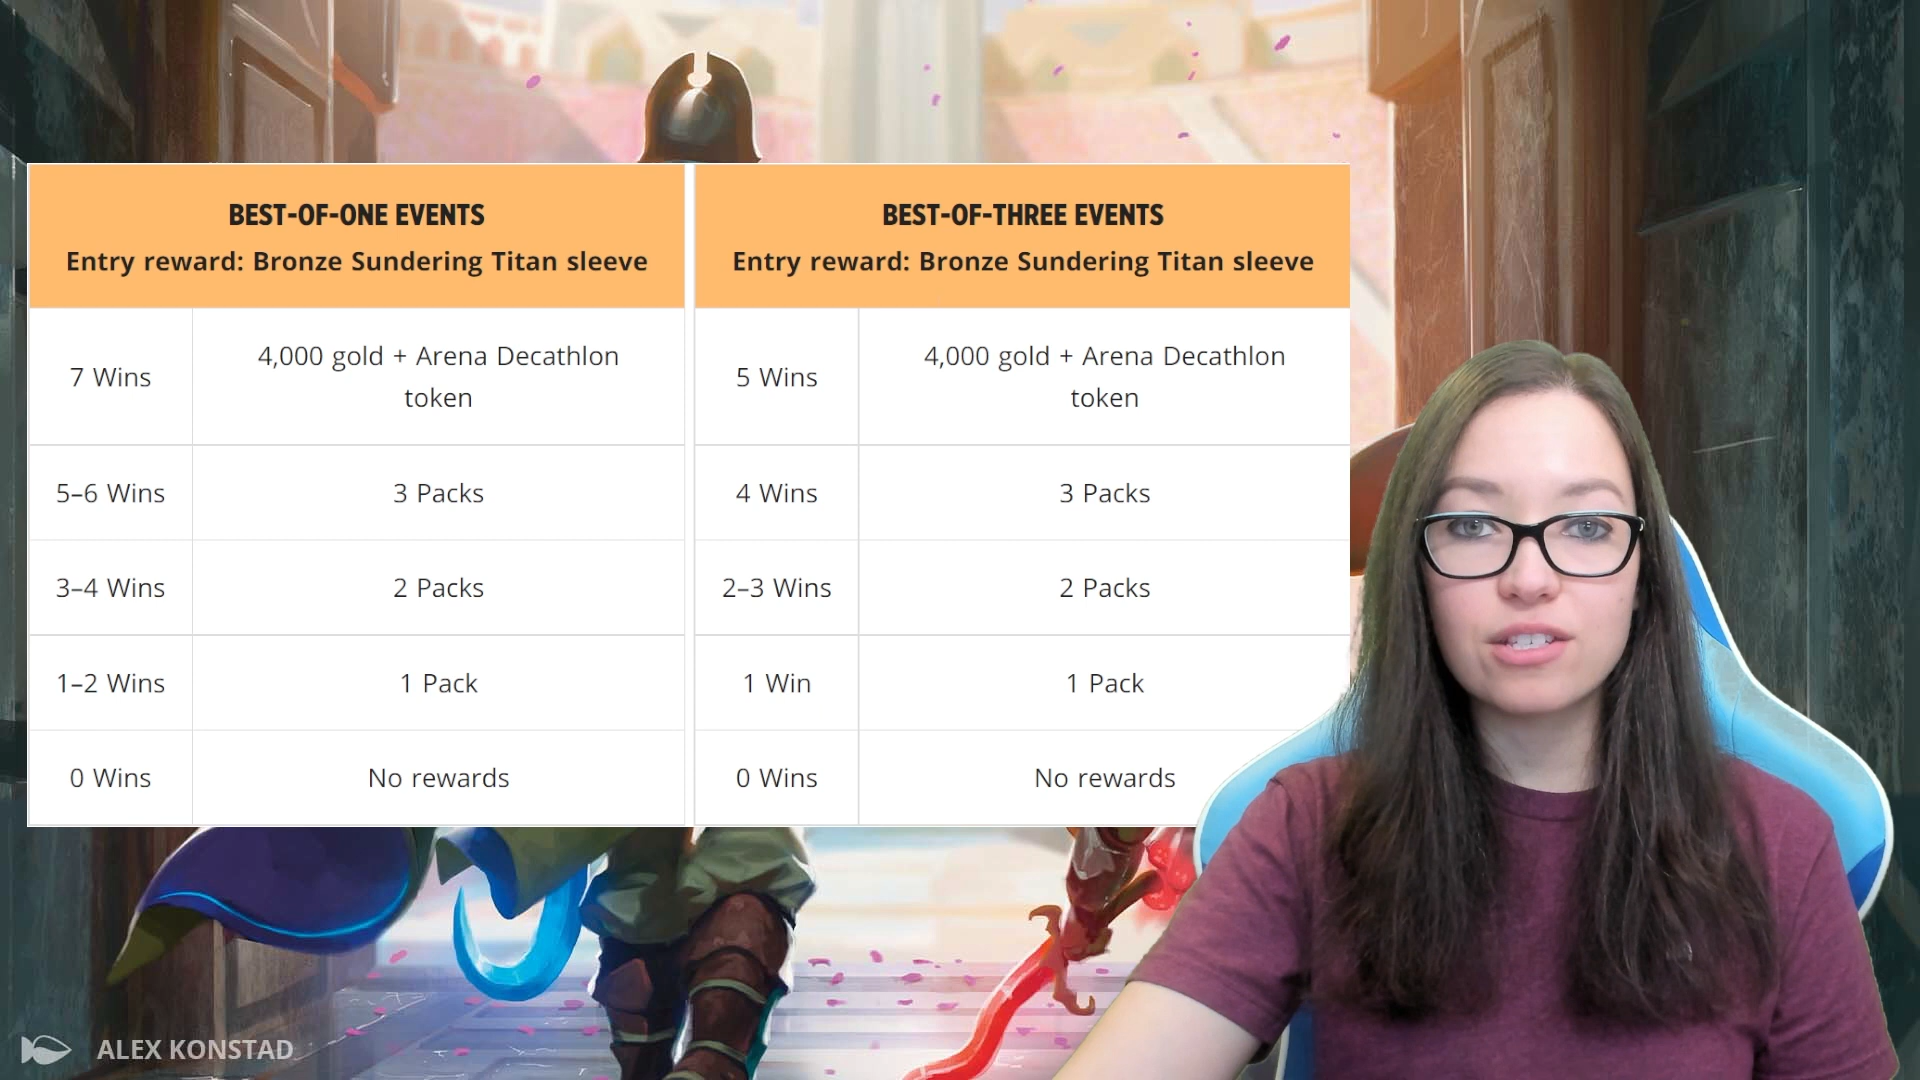 BEST-OF-ONE EVENTS
Entry reward: Bronze Sundering Titan sleeve
7 Wins
4,000 gold + Arena Decathlon
token
5–6 Wins
3 Packs
3–4 Wins
2 Packs
1–2 Wins
1 Pack
0 Wins
No rewards
BEST-OF-THREE EVENTS
Entry reward: Bronze Sundering Titan sleeve
5 Wins
4,000 gold + Arena Decathlon
token
4 Wins
3 Packs
2–3 Wins
2 Packs
1 Win
1 Pack
0 Wins
No rewards
ALEX KONSTAD